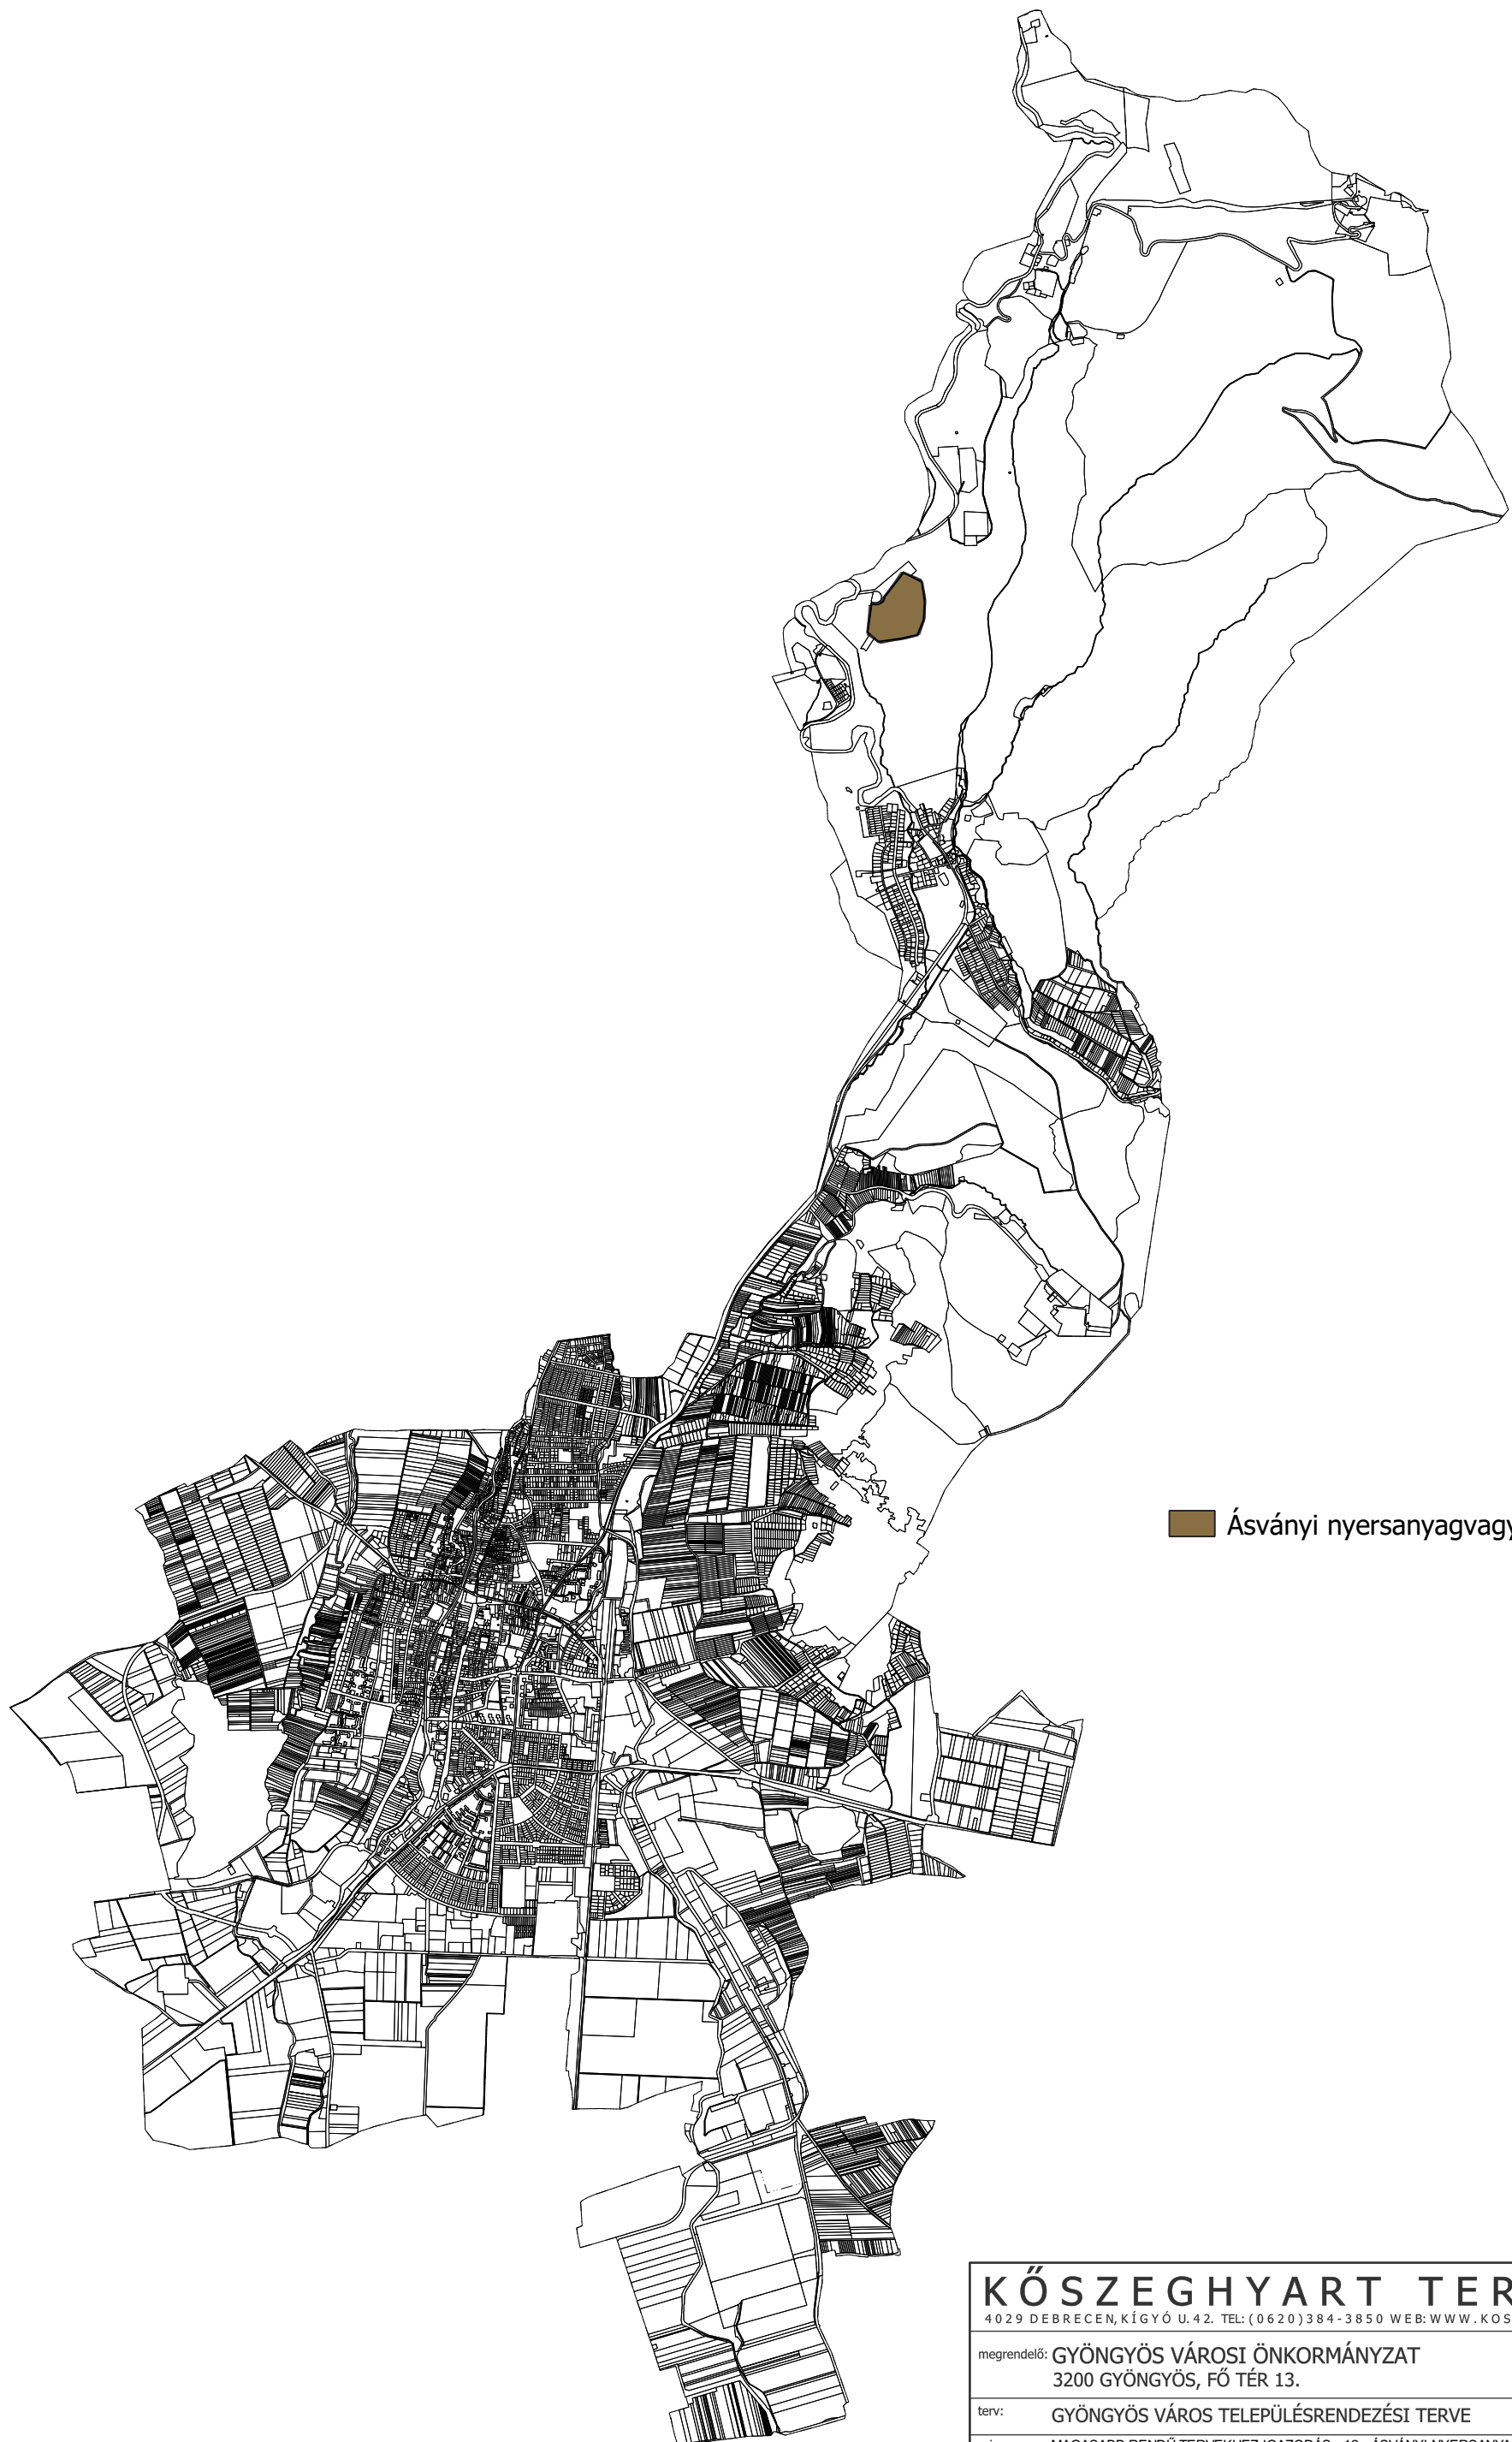 Ásványi nyersanyagvagy
KŐSZEGHYART TER
4029 DEBRECEN, KÍGYÓ U. 42. TEL: (0620)384-3850 WEB: WWW.KOS
megrendelő: GYÖNGYÖS VÁROSI ÖNKORMÁNYZAT
3200 GYÖNGYÖS, FŐ TÉR 13.
terv: GYÖNGYÖS VÁROS TELEPÜLÉSRENDEZÉSI TERVE